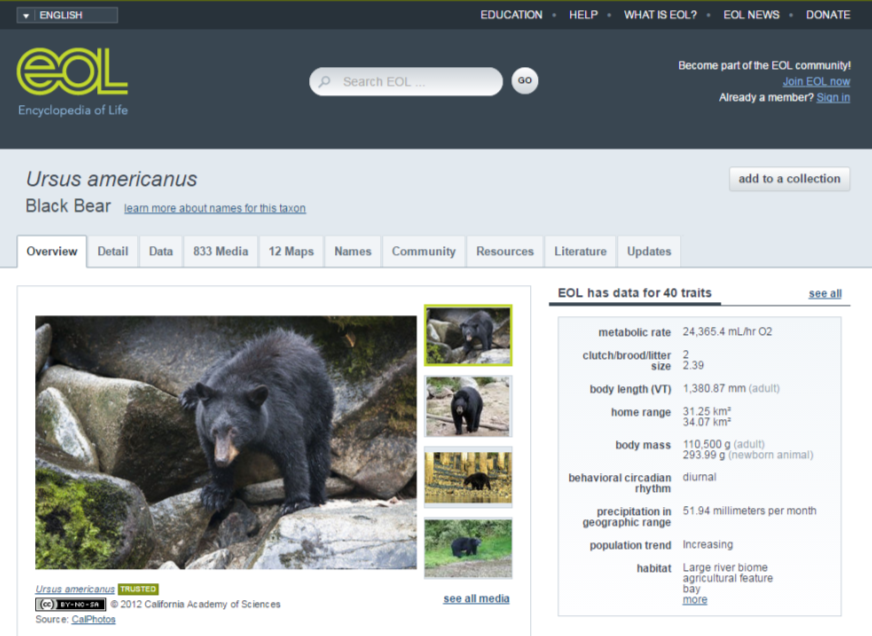 ENGLISH
EDUCATION • HELP • WHAT IS EOL? • EOL NEWS • DONATE
eoL
Encyclopedia of Life
Search EOL ...
GO
Become part of the EOL community!
Join EOL now
Already a member? Sign in
Ursus americanus
Black Bear learn more about names for this taxon
add to a collection
Overview Detail Data 833 Media 12 Maps Names Community Resources Literature Updates
Ursus americanus TRUSTED
(cc) BY-NC-SA © 2012 California Academy of Sciences
Source: CalPhotos
see all media
EOL has data for 40 traits see all
metabolic rate 24,365.4 mL/hr O2
clutch/brood/litter size 2
2.39
body length (VT) 1,380.87 mm (adult)
home range 31.25 km²
34.07 km²
body mass 110,500 g (adult)
293.99 g (newborn animal)
behavioral circadian rhythm diurnal
precipitation in geographic range 51.94 millimeters per month
population trend Increasing
habitat Large river biome
agricultural feature
bay
more